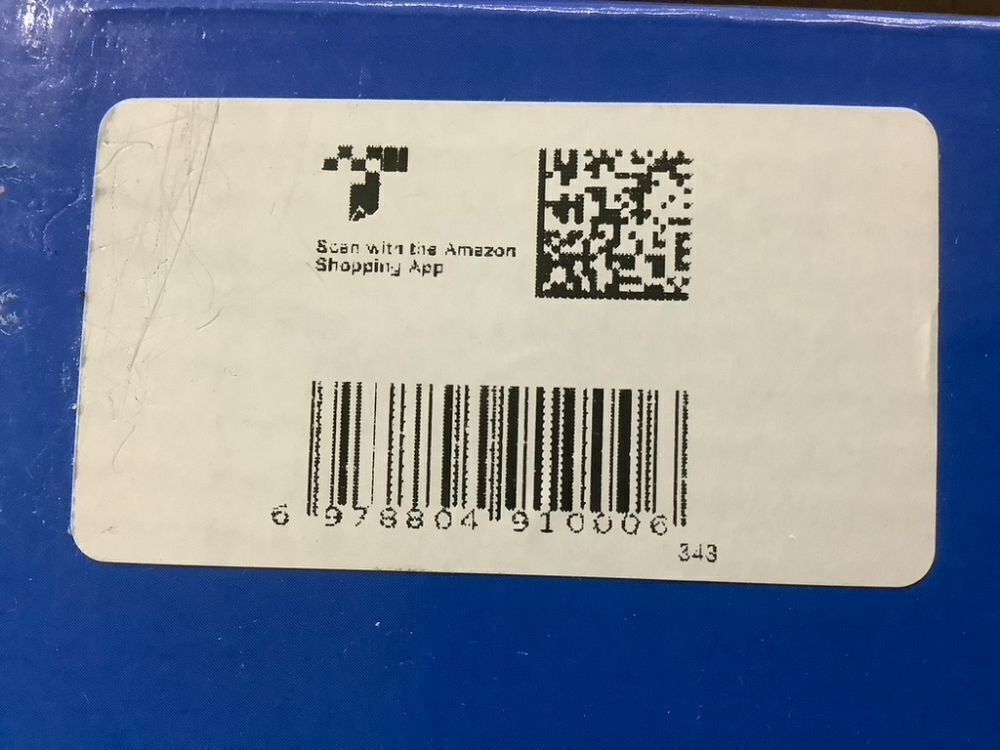 Scan with the Amazon
Shopping App
6 978804 910006
343